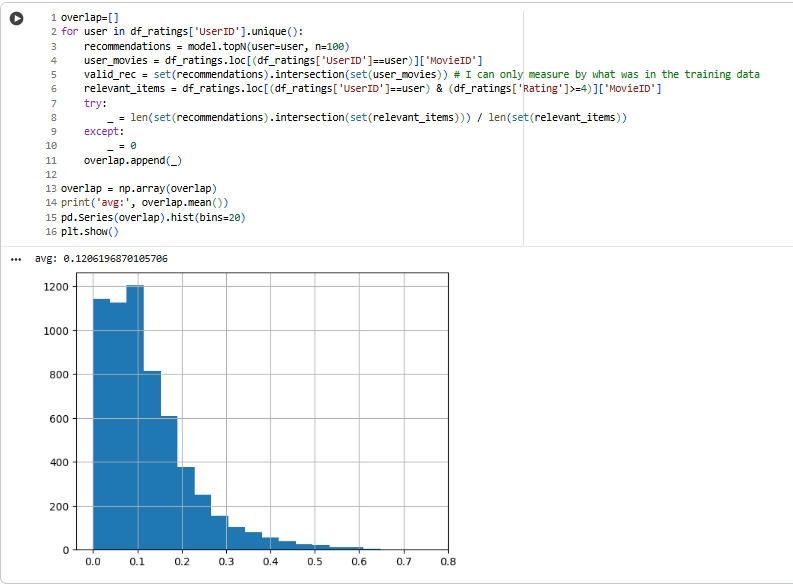 1 overlap=[]
2 for user in df_ratings['UserID'].unique():
3 recommendations = model.topN(user=user, n=100)
4 user_movies = df_ratings.loc[(df_ratings['UserID']==user)]['MovieID']
5 valid_rec = set(recommendations).intersection(set(user_movies)) # I can only measure by what was in the training data
6 relevant_items = df_ratings.loc[(df_ratings['UserID']==user) & (df_ratings['Rating']>=4)]['MovieID']
7 try:
8 _ = len(set(recommendations).intersection(set(relevant_items))) / len(set(relevant_items))
9 except:
10 _ = 0
11 overlap.append(_)
12
13 overlap = np.array(overlap)
14 print('avg:', overlap.mean())
15 pd.Series(overlap).hist(bins=20)
16 plt.show()
avg: 0.1206196870105706
1200
1000
800
600
400
200
0
0.0 0.1 0.2 0.3 0.4 0.5 0.6 0.7 0.8